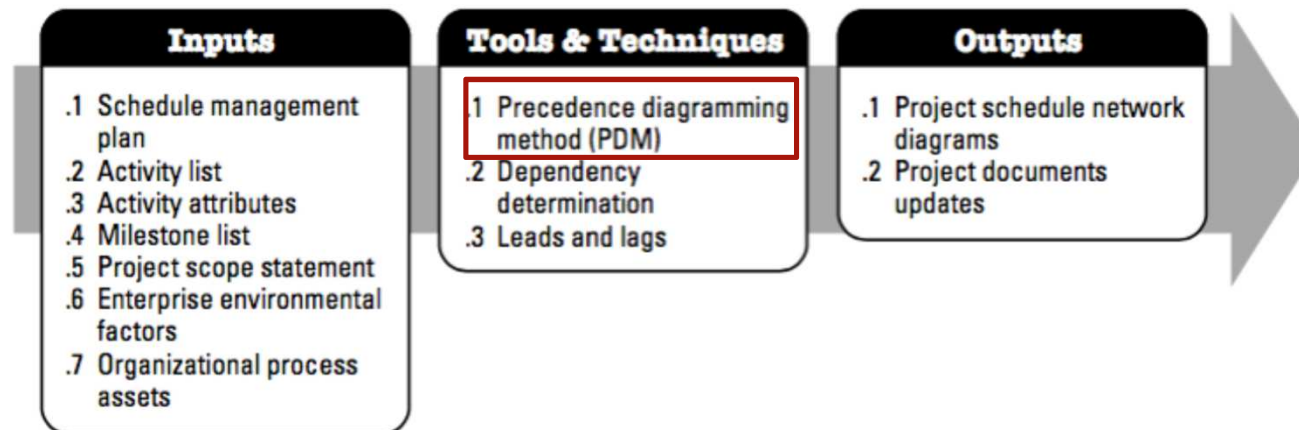 Inputs
.1 Schedule management
plan
.2 Activity list
.3 Activity attributes
.4 Milestone list
.5 Project scope statement
.6 Enterprise environmental
factors
.7 Organizational process
assets
Tools & Techniques
.1 Precedence diagramming
method (PDM)
.2 Dependency
determination
.3 Leads and lags
Outputs
.1 Project schedule network
diagrams
.2 Project documents
updates